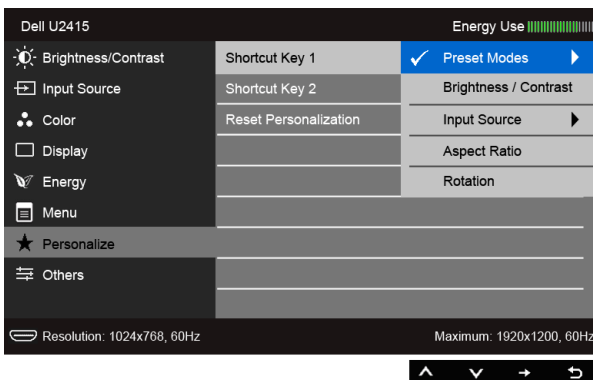 Dell U2415 Energy Use
Brightness/Contrast Shortcut Key 1 Preset Modes
Input Source Shortcut Key 2 Brightness / Contrast
Color Reset Personalization Input Source
Display Aspect Ratio
Energy Rotation
Menu
Personalize
Others
Resolution: 1024x768, 60Hz Maximum: 1920x1200, 60Hz